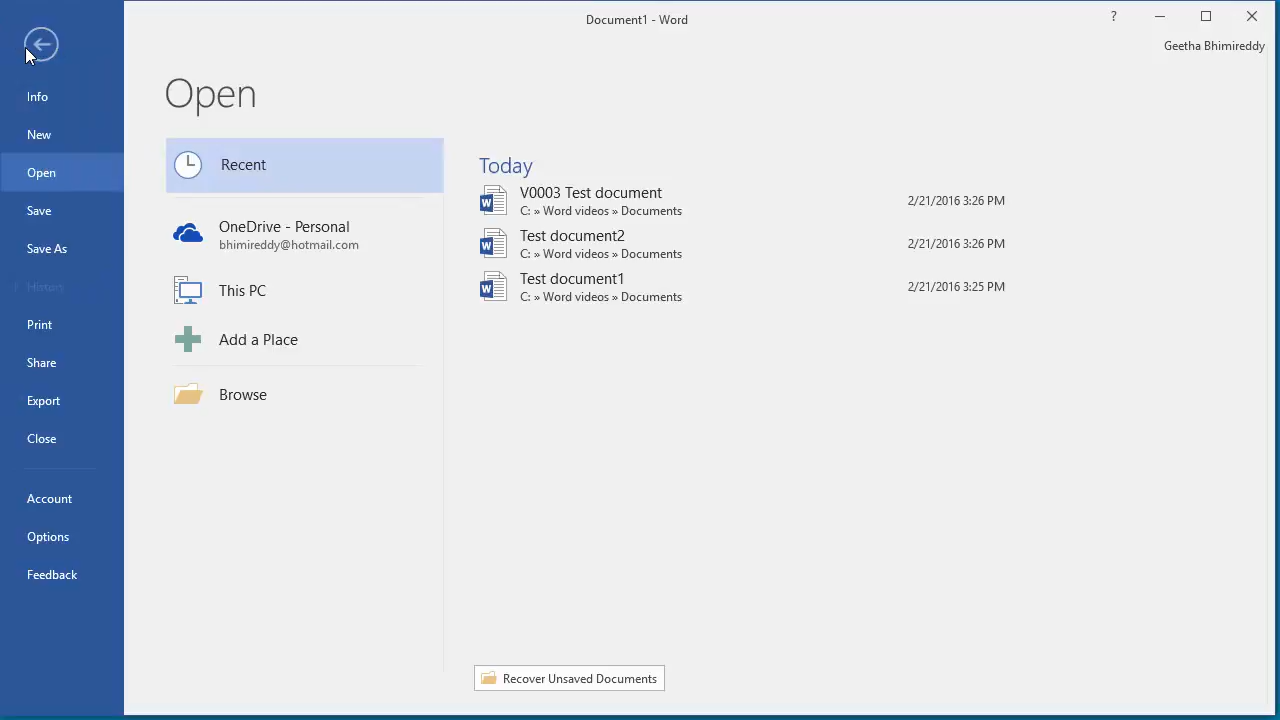 Document1 - Word
?
Geetha Bhimireddy
Info
New
Open
Save
Save As
History
Print
Share
Export
Close
Account
Options
Feedback
Open
Recent
OneDrive - Personal
bhimireddy@hotmail.com
This PC
Add a Place
Browse
Today
V0003 Test document
C: » Word videos » Documents
2/21/2016 3:26 PM
Test document2
C: » Word videos » Documents
2/21/2016 3:26 PM
Test document1
C: » Word videos » Documents
2/21/2016 3:25 PM
Recover Unsaved Documents